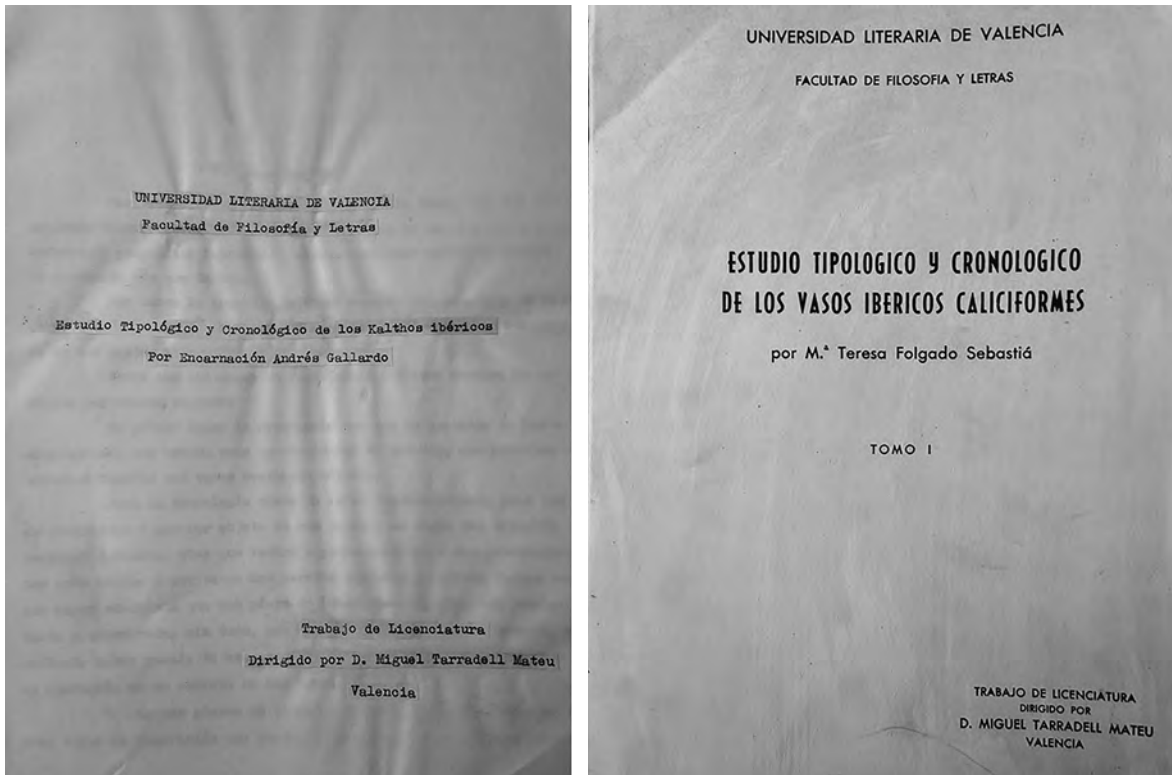 UNIVERSIDAD LITERARIA DE VALENCIA
Facultad de Filosofía y Letras
Estudio Tipológico y Cronológico de los Kalthos ibéricos
Por Encarnación Andrés Gallardo
Trabajo de Licenciatura
Dirigido por D. Miguel Tarradell Mateu
Valencia
UNIVERSIDAD LITERARIA DE VALENCIA
FACULTAD DE FILOSOFIA Y LETRAS
ESTUDIO TIPOLOGICO Y CRONOLOGICO
DE LOS VASOS IBERICOS CALICIFORMES
por M.ª Teresa Folgado Sebastiá
TOMO I
TRABAJO DE LICENCIATURA
DIRIGIDO POR
D. MIGUEL TARRADELL MATEU
VALENCIA